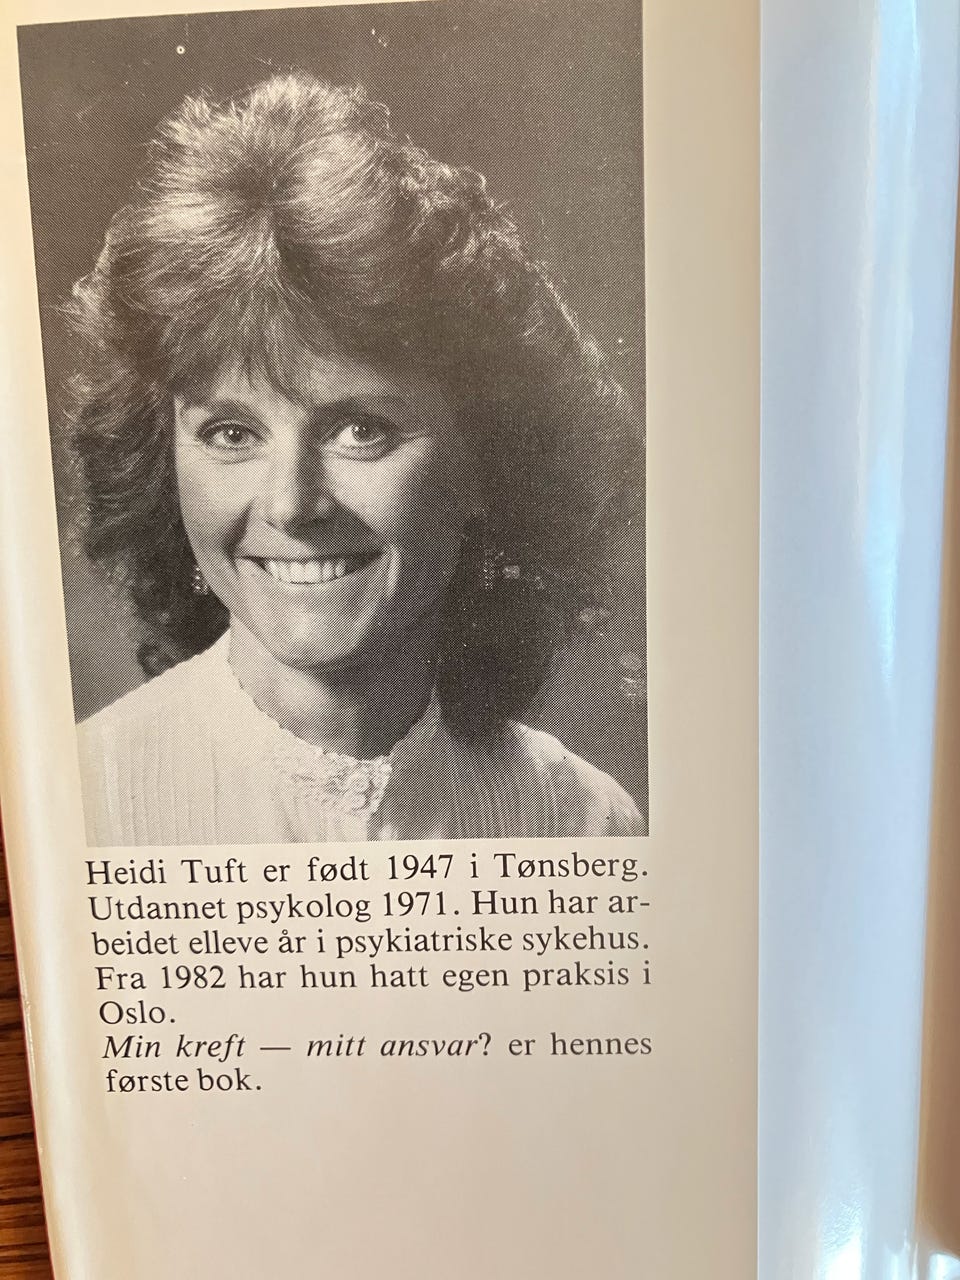 Heidi Tuft er født 1947 i Tønsberg.
Utdannet psykolog 1971. Hun har ar-
beidet elleve år i psykiatriske sykehus.
Fra 1982 har hun hatt egen praksis i
Oslo.
Min kreft — mitt ansvar? er hennes
første bok.